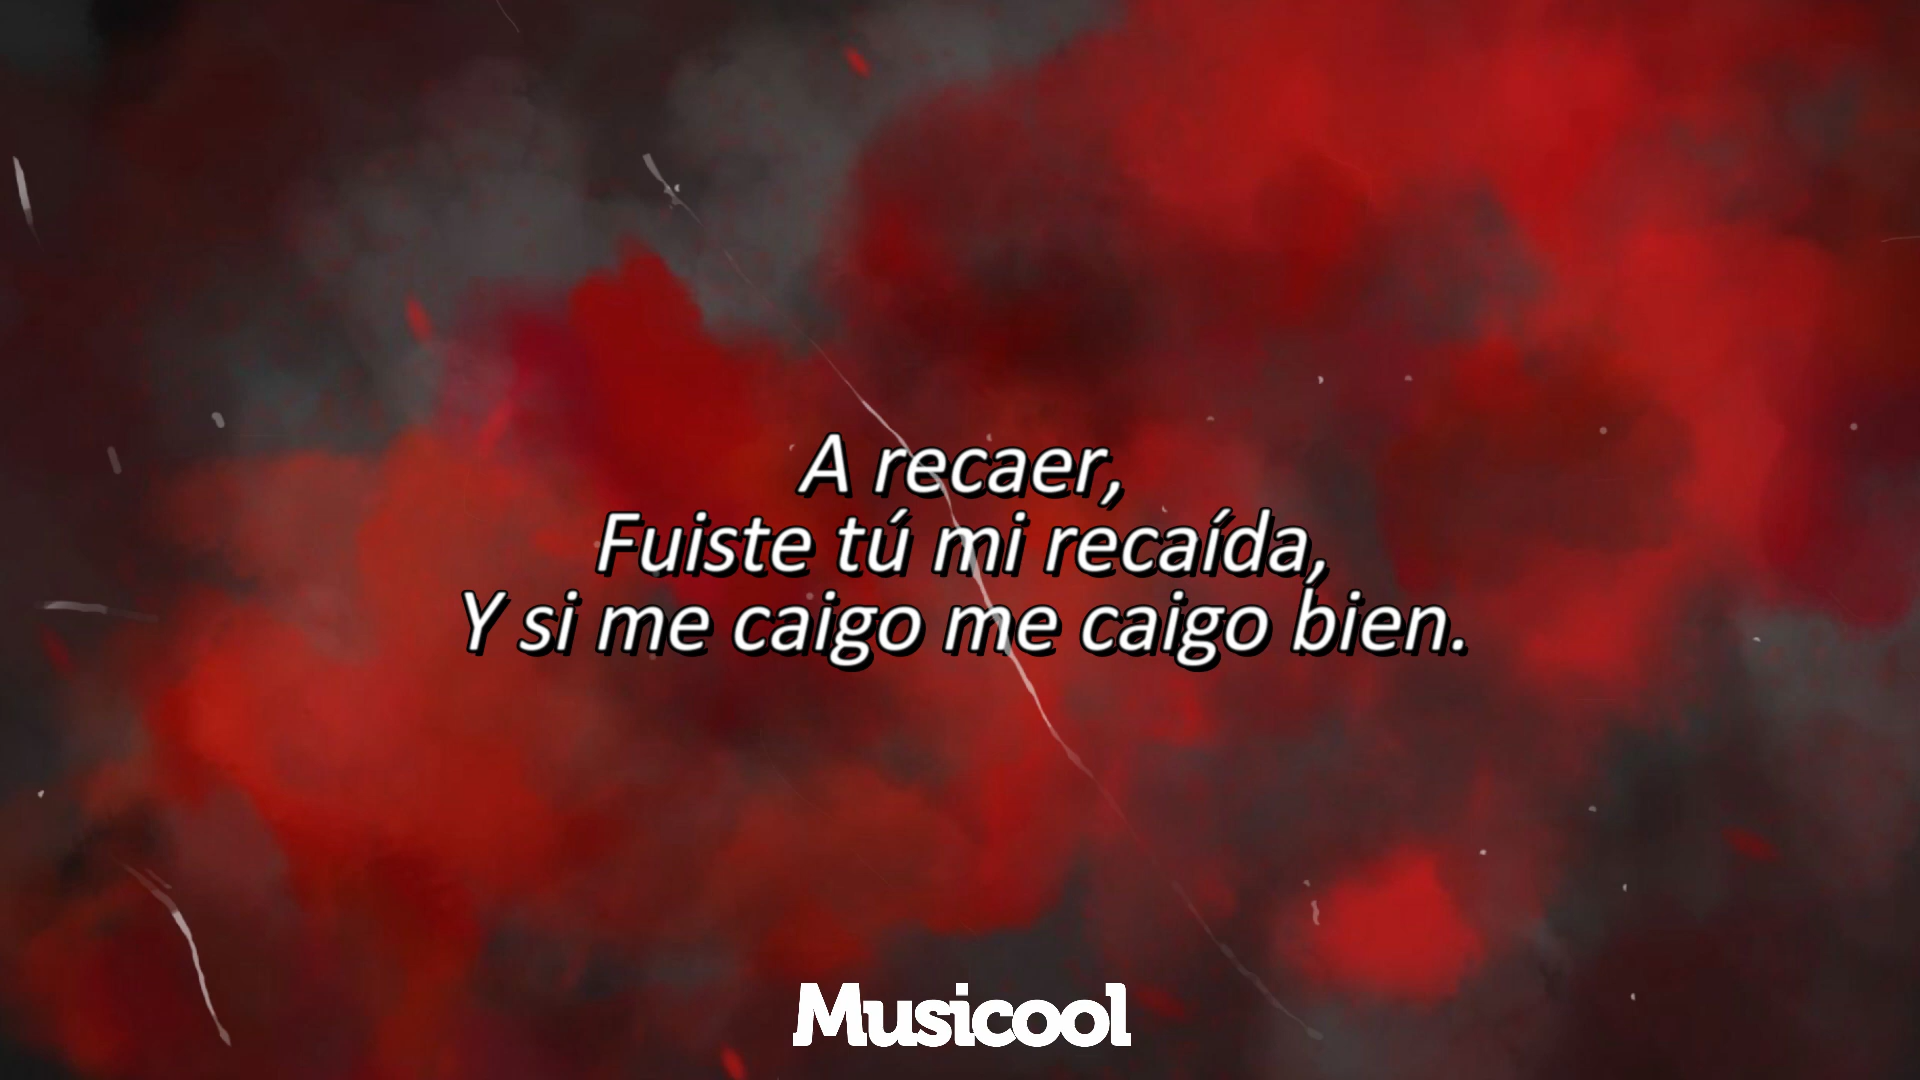 A recaer,
Fuiste tú mi recaída,
Y si me caigo me caigo bien.
Musicool